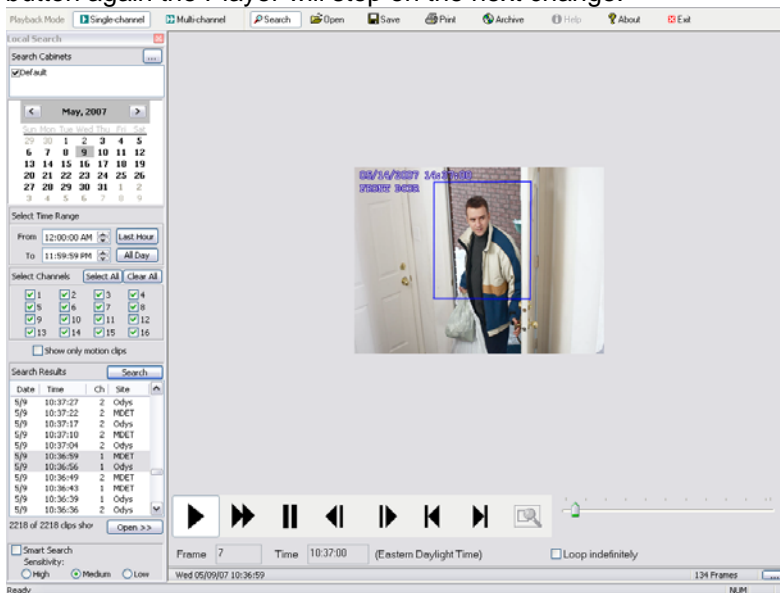 button again the Player will stop on the next change.
Playback Mode Single-channel Multi-channel Search Open Save Print Archive Help About Exit
Local Search
Search Cabinets ...
Default
< May, 2007 >
Sun Mon Tue Wed Thu Fri Sat
29 30 1 2 3 4 5
6 7 8 9 10 11 12
13 14 15 16 17 18 19
20 21 22 23 24 25 26
27 28 29 30 31 1 2
3 4 5 6 7 8 9
Select Time Range
From 12:00:00 AM Last Hour
To 11:59:59 PM All Day
Select Channels Select All Clear All
1 2 3 4
5 6 7 8
9 10 11 12
13 14 15 16
Show only motion clips
Search Results Search
Date Time Ch Site
5/9 10:37:27 2 Odys
5/9 10:37:22 2 MDET
5/9 10:37:17 2 Odys
5/9 10:37:10 2 MDET
5/9 10:37:04 2 Odys
5/9 10:36:59 1 MDET
5/9 10:36:56 1 Odys
5/9 10:36:49 2 MDET
5/9 10:36:43 1 MDET
5/9 10:36:39 1 Odys
5/9 10:36:36 2 Odys
2218 of 2218 clips show Open >>
Smart Search
Sensitivity:
High Medium Low
FRONT DOOR
Frame 7 Time 10:37:00 (Eastern Daylight Time) Loop indefinitely
Wed 05/09/07 10:36:59 134 Frames ...
Ready NUM